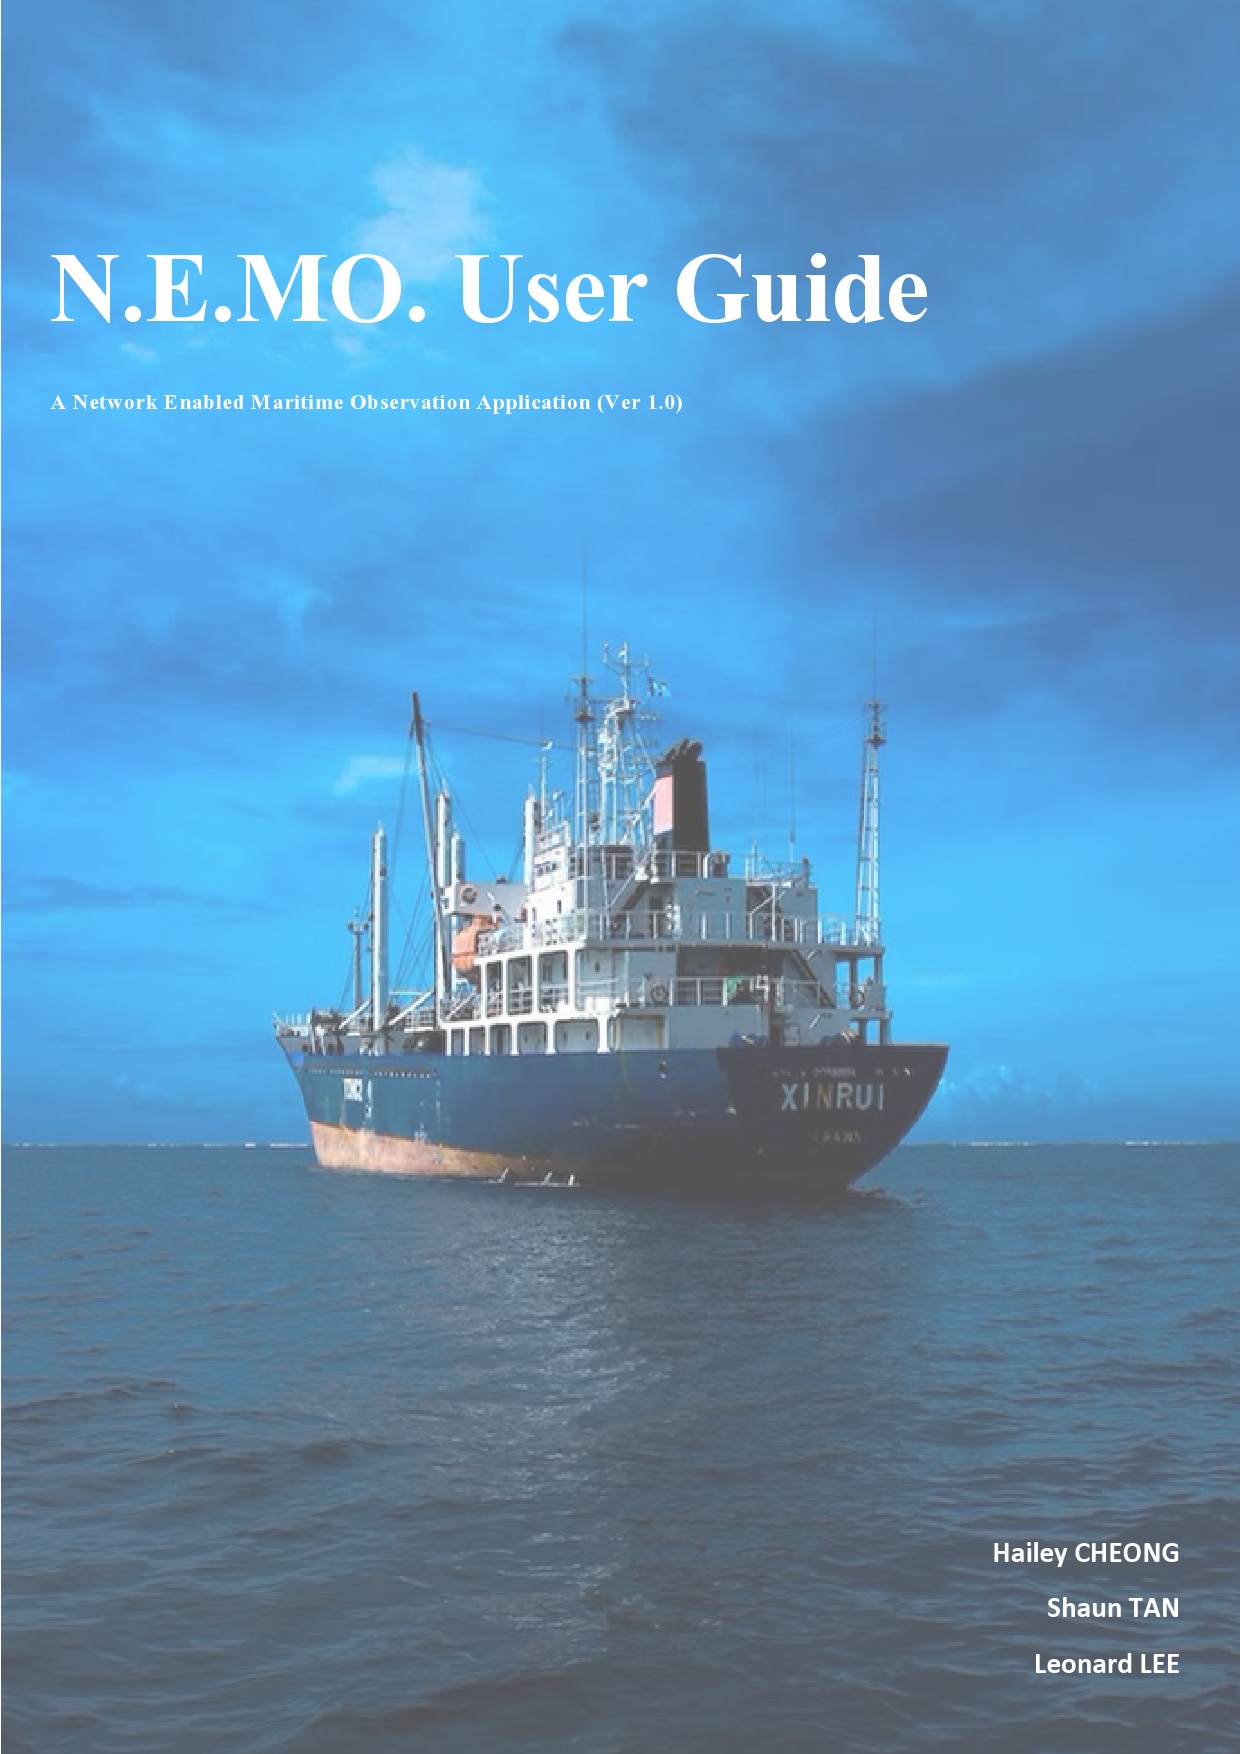 N.E.MO. User Guide
A Network Enabled Maritime Observation Application (Ver 1.0)
XINRUI
Hailey CHEONG
Shaun TAN
Leonard LEE